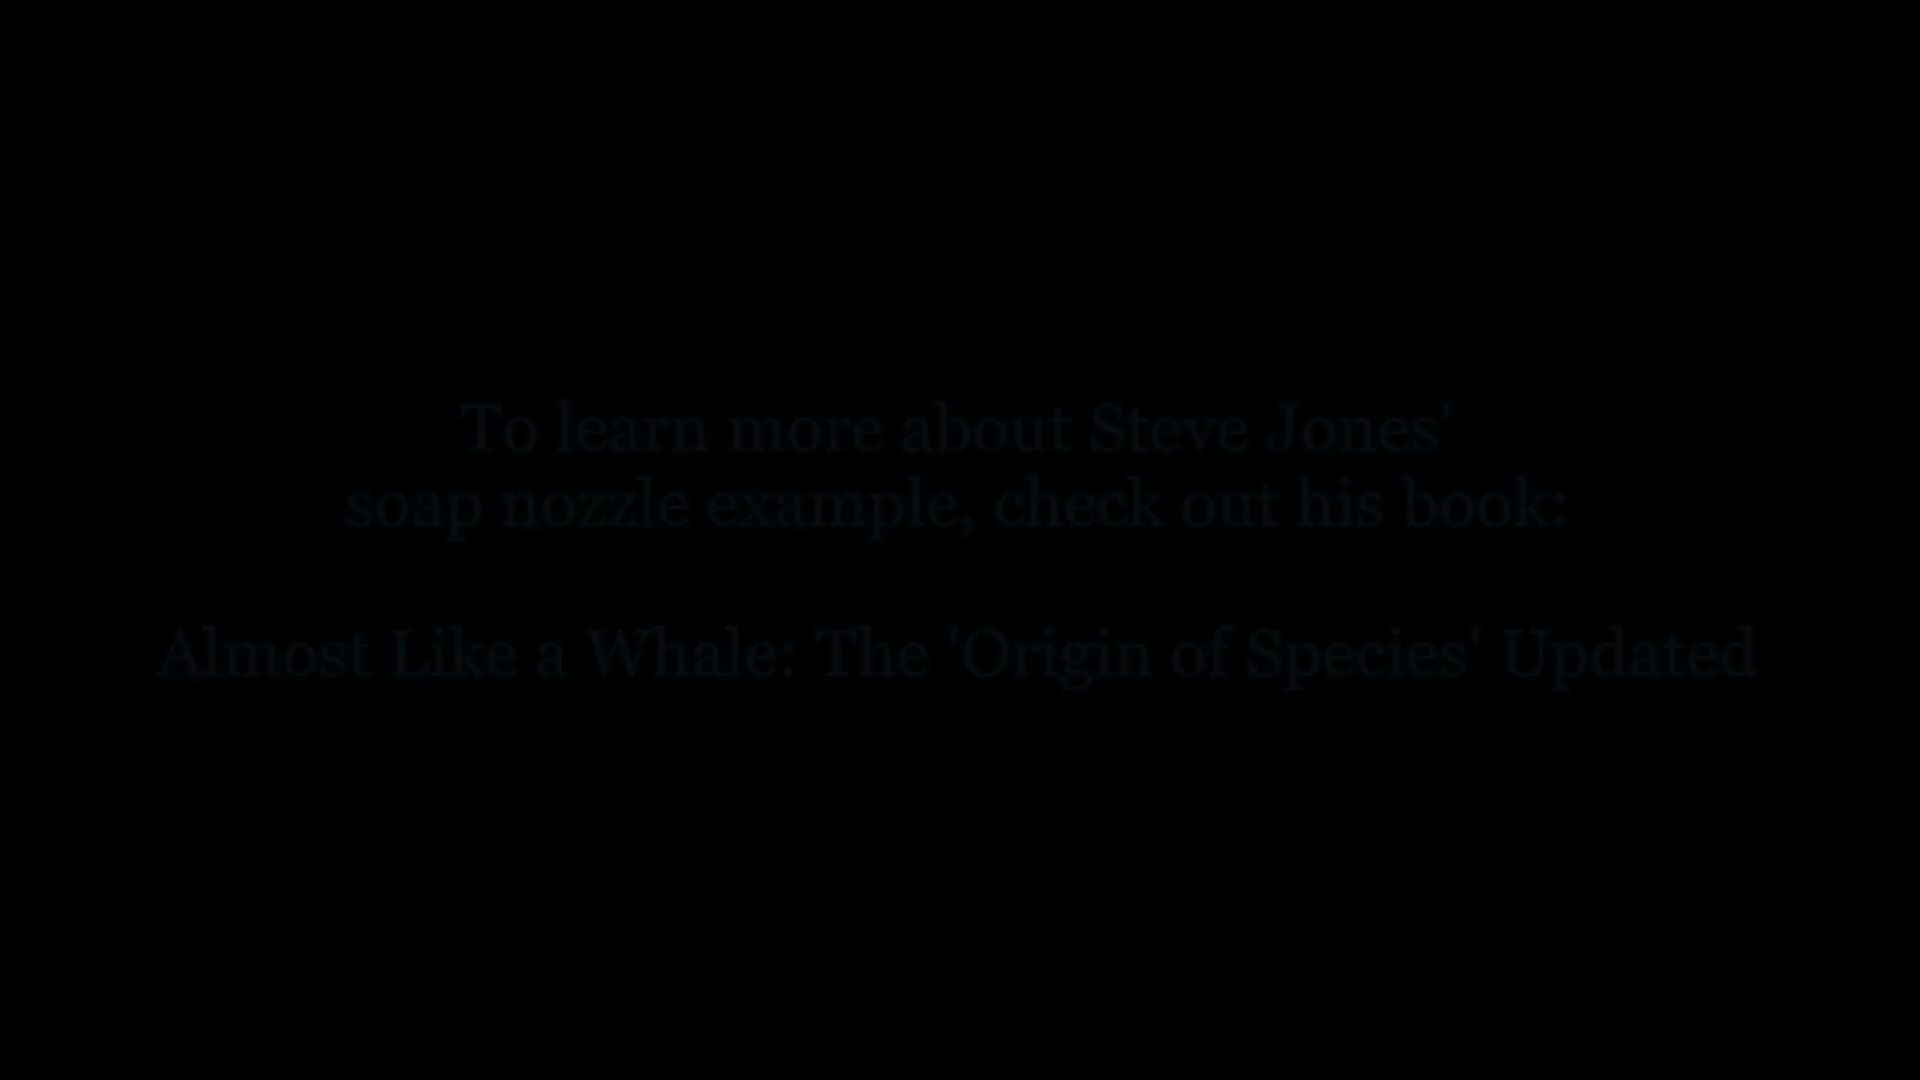 To learn more about Steve Jones'
soap nozzle example, check out his book:
Almost Like a Whale: The 'Origin of Species' Updated